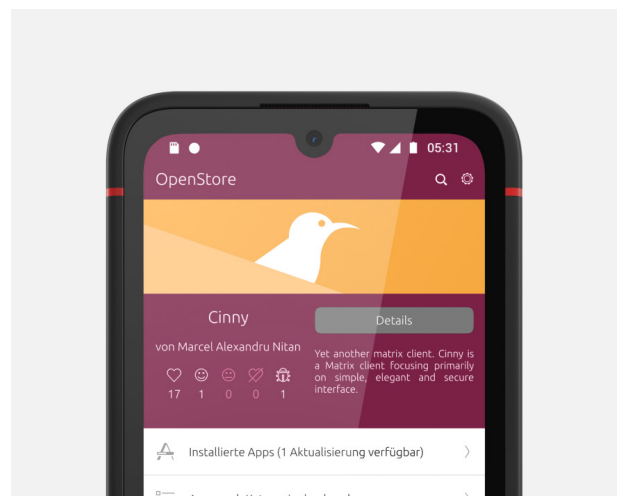 05:31
OpenStore
Cinny
Details
von Marcel Alexandru Nitan
Yet another matrix client. Cinny is
a Matrix client focusing primarily
on simple, elegant and secure
interface.
17 1 0 0 1
Installierte Apps (1 Aktualisierung verfügbar)